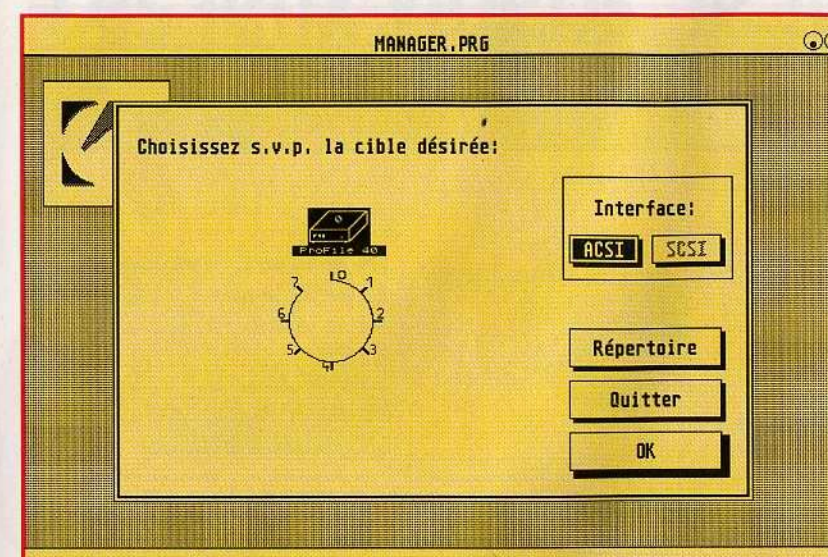 MANAGER.PRG
Choisissez s.v.p. la cible désirée:
0
ProFile 40
0
1
2
3
4
5
6
7
Interface:
ACSI SCSI
Répertoire
Quitter
OK